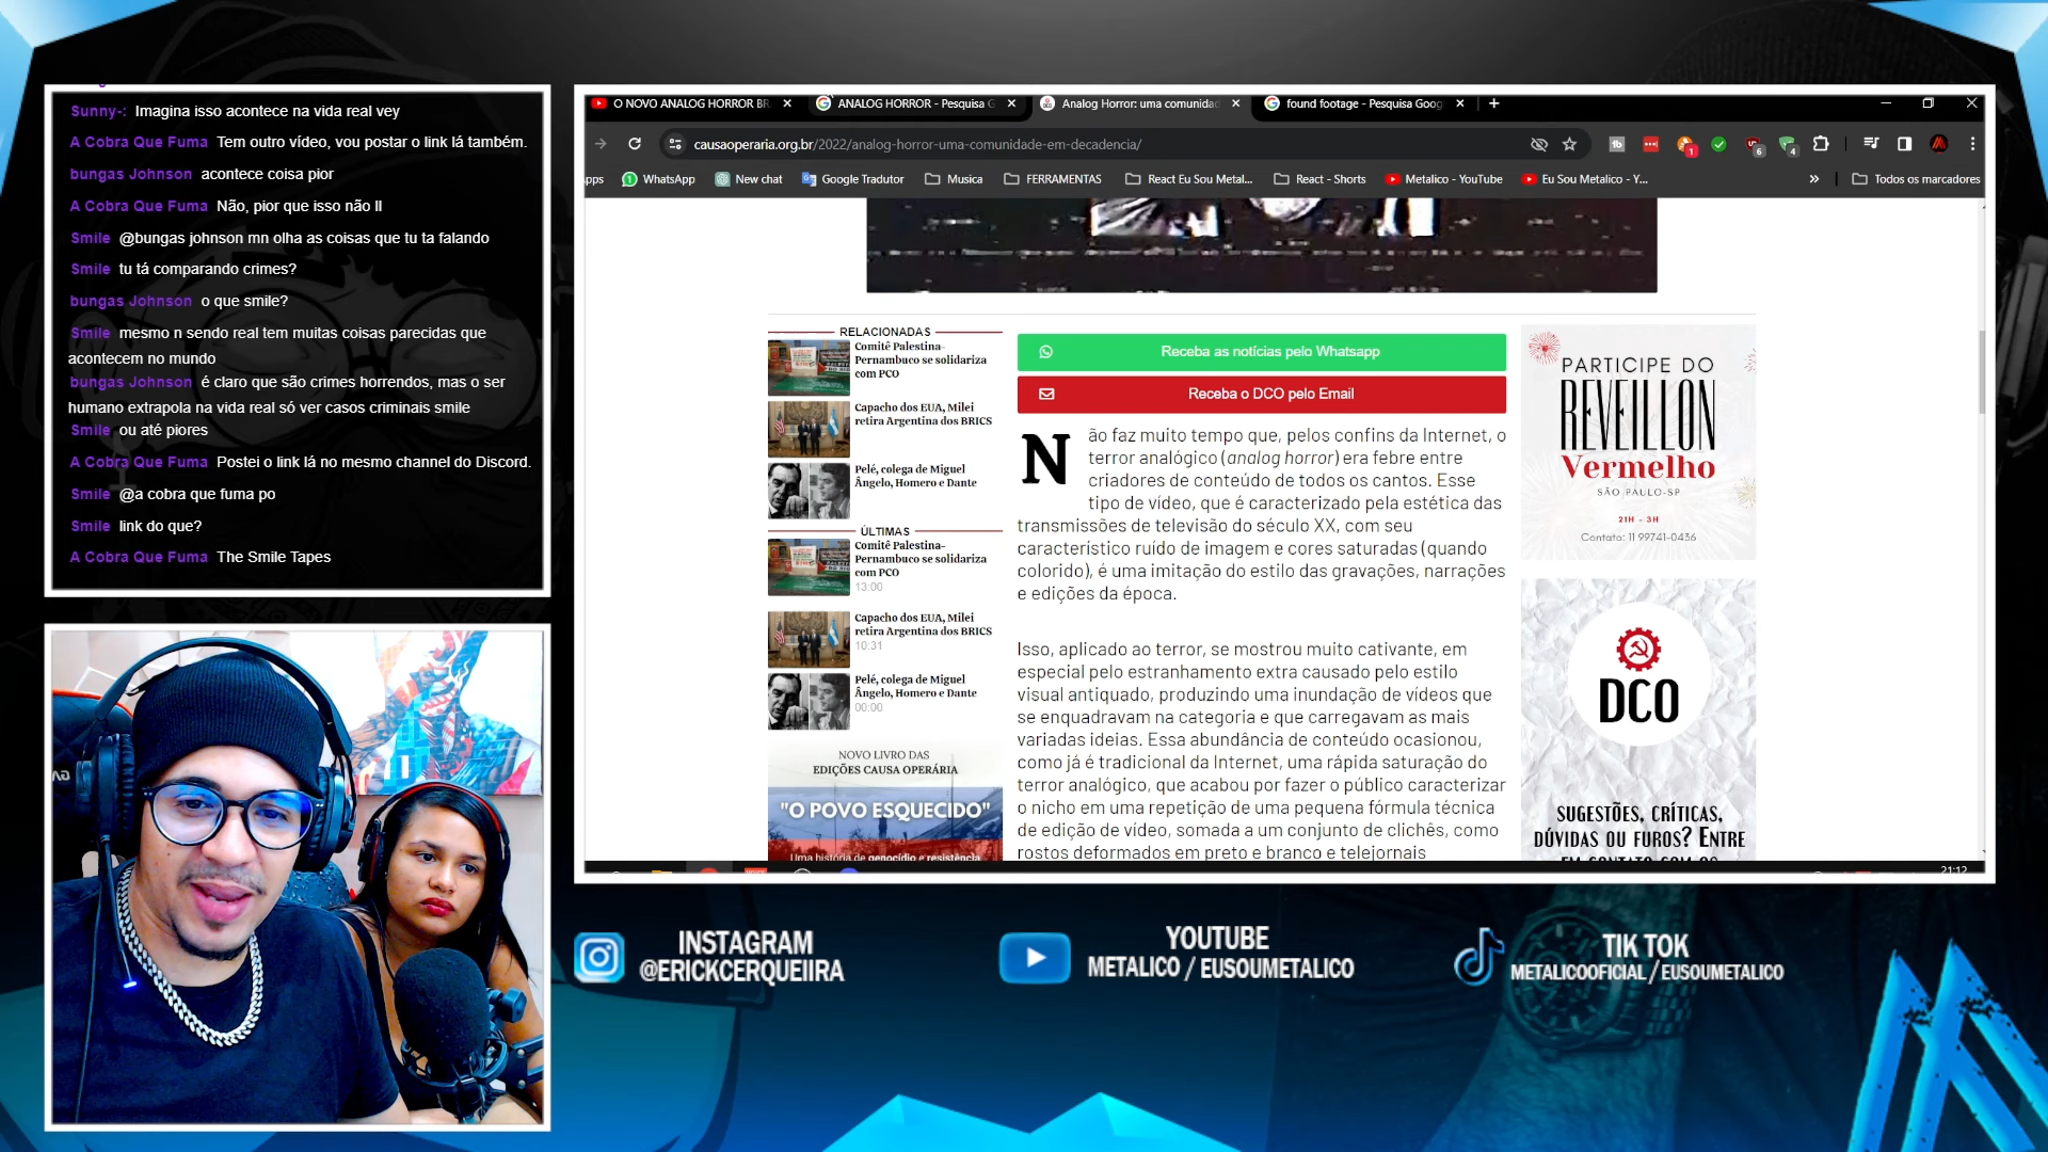 Sunny-: Imagina isso acontece na vida real vey
A Cobra Que Fuma Tem outro vídeo, vou postar o link lá também.
bungas Johnson acontece coisa pior
A Cobra Que Fuma Não, pior que isso não ll
Smile @bungas johnson mn olha as coisas que tu ta falando
Smile tu tá comparando crimes?
bungas Johnson o que smile?
Smile mesmo n sendo real tem muitas coisas parecidas que
acontecem no mundo
bungas Johnson é claro que são crimes horrendos, mas o ser
humano extrapola na vida real só ver casos criminais smile
Smile ou até piores
A Cobra Que Fuma Postei o link lá no mesmo channel do Discord.
Smile @a cobra que fuma po
Smile link do que?
A Cobra Que Fuma The Smile Tapes
O NOVO ANALOG HORROR BR
ANALOG HORROR - Pesquisa G
Analog Horror: uma comunidad
found footage - Pesquisa Goog
causaoperaria.org.br/2022/analog-horror-uma-comunidade-em-decadencia/
1
6
4
pps
WhatsApp
New chat
Google Tradutor
Musica
FERRAMENTAS
React Eu Sou Metal...
React - Shorts
Metalico - YouTube
Eu Sou Metalico - Y...
»
Todos os marcadores
RELACIONADAS
Comitê Palestina-
Pernambuco se solidariza
com PCO
Capacho dos EUA, Milei
retira Argentina dos BRICS
Pelé, colega de Miguel
Ângelo, Homero e Dante
ÚLTIMAS
Comitê Palestina-
Pernambuco se solidariza
com PCO
13:00
Capacho dos EUA, Milei
retira Argentina dos BRICS
10:31
Pelé, colega de Miguel
Ângelo, Homero e Dante
00:00
NOVO LIVRO DAS
EDIÇÕES CAUSA OPERÁRIA
"O POVO ESQUECIDO"
Uma história de genocídio e resistência
Receba as notícias pelo Whatsapp
Receba o DCO pelo Email
Não faz muito tempo que, pelos confins da Internet, o
terror analógico (analog horror) era febre entre
criadores de conteúdo de todos os cantos. Esse
tipo de vídeo, que é caracterizado pela estética das
transmissões de televisão do século XX, com seu
característico ruído de imagem e cores saturadas (quando
colorido), é uma imitação do estilo das gravações, narrações
e edições da época.
Isso, aplicado ao terror, se mostrou muito cativante, em
especial pelo estranhamento extra causado pelo estilo
visual antiquado, produzindo uma inundação de vídeos que
se enquadravam na categoria e que carregavam as mais
variadas ideias. Essa abundância de conteúdo ocasionou,
como já é tradicional da Internet, uma rápida saturação do
terror analógico, que acabou por fazer o público caracterizar
o nicho em uma repetição de uma pequena fórmula técnica
de edição de vídeo, somada a um conjunto de clichês, como
rostos deformados em preto e branco e telejornais
PARTICIPE DO
REVEILLON
Vermelho
SÃO PAULO-SP
21H - 3H
Contato: 11 99741-0436
DCO
SUGESTÕES, CRÍTICAS,
DÚVIDAS OU FUROS? ENTRE
EM CONTATO COM OS
21:12
INSTAGRAM
@ERICKCERQUEIIRA
YOUTUBE
METALICO / EUSOUMETALICO
TIK TOK
METALICOOFICIAL / EUSOUMETALICO